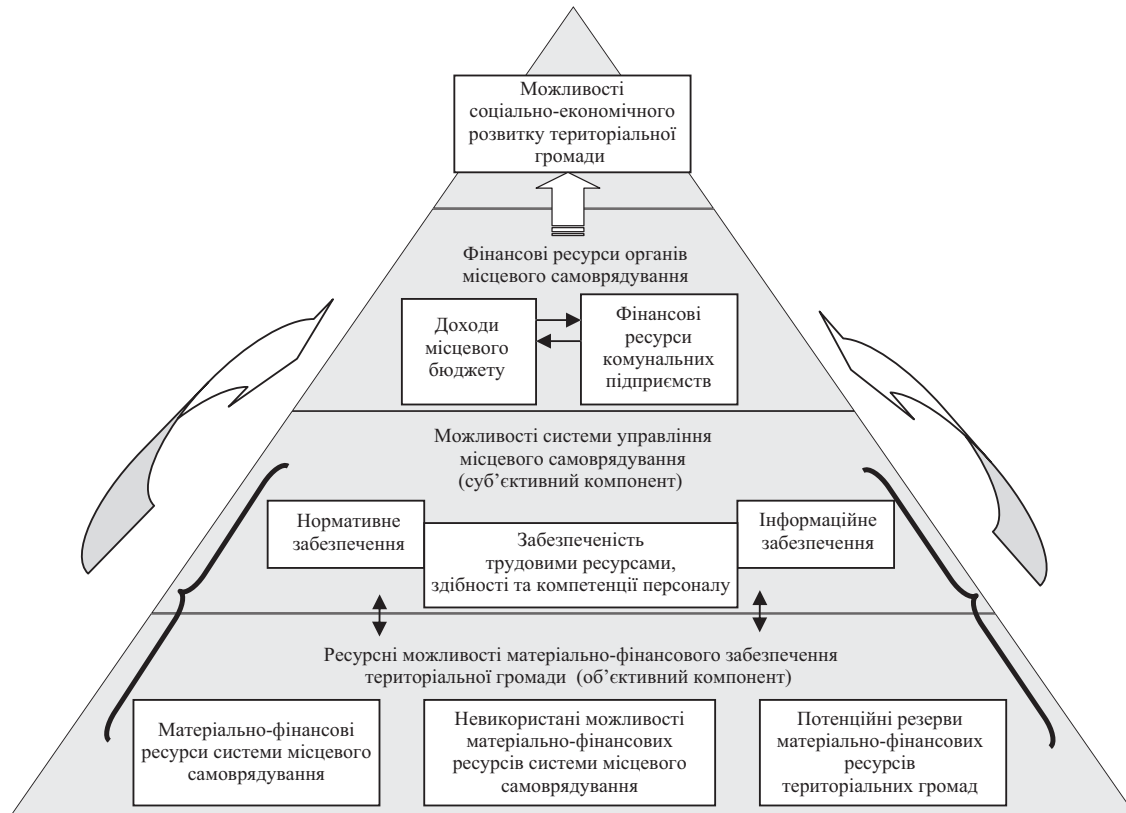 Можливості
соціально-економічного
розвитку територіальної
громади
Фінансові ресурси органів
місцевого самоврядування
Доходи
місцевого
бюджету
Фінансові
ресурси
комунальних
підприємств
Можливості системи управління
місцевого самоврядування
(суб’єктивний компонент)
Нормативне
забезпечення
Забезпеченість
трудовими ресурсами,
здібності та компетенції персоналу
Інформаційне
забезпечення
Ресурсні можливості матеріально-фінансового забезпечення
територіальної громади (об’єктивний компонент)
Матеріально-фінансові
ресурси системи місцевого
самоврядування
Невикористані можливості
матеріально-фінансових
ресурсів системи місцевого
самоврядування
Потенційні резерви
матеріально-фінансових
ресурсів
територіальних громад